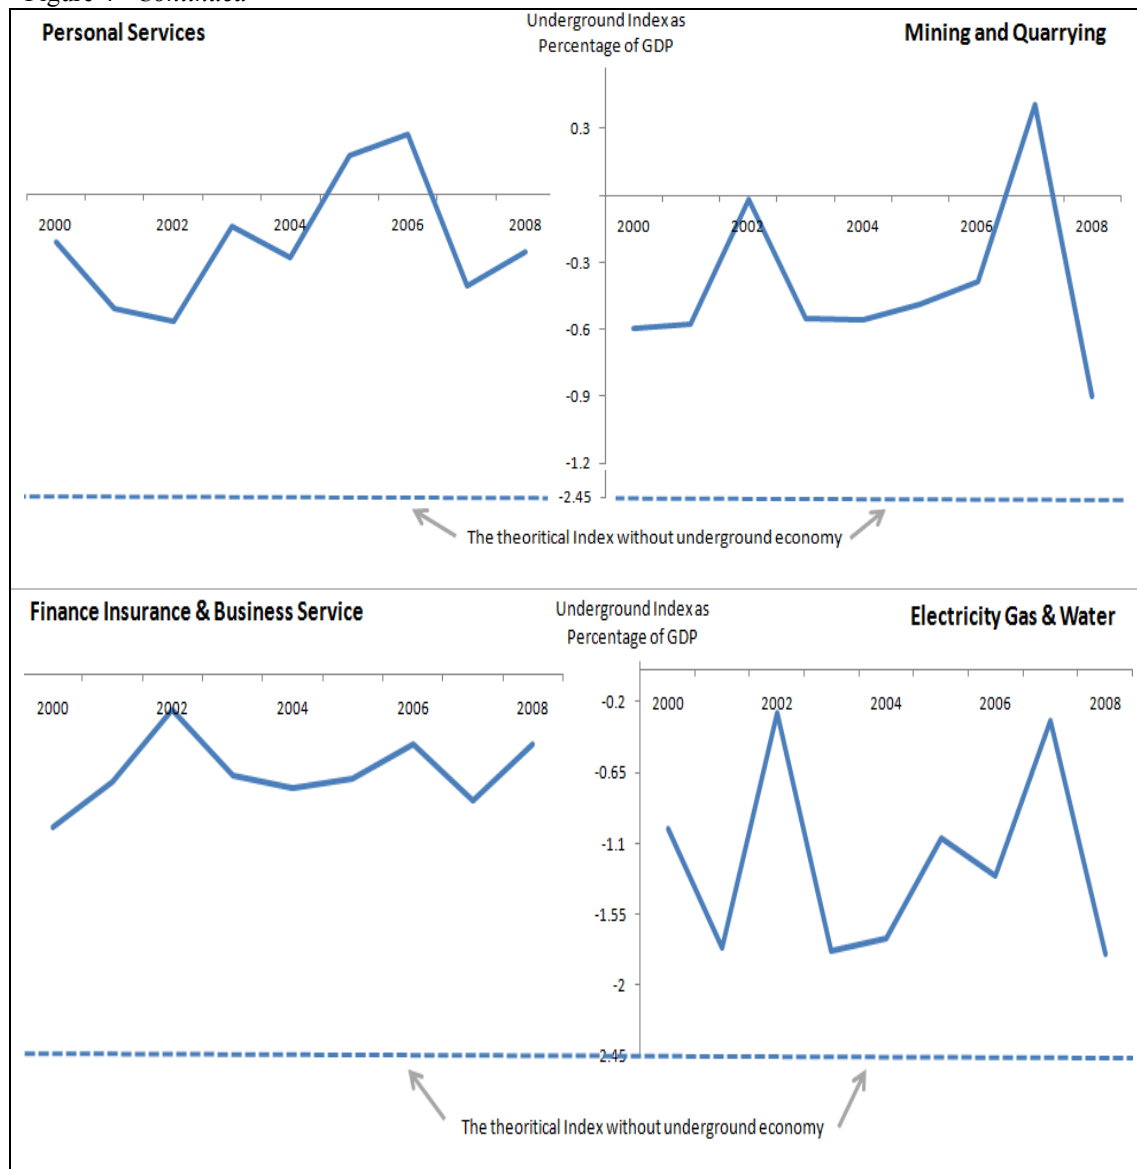 Personal Services
Underground Index as
Percentage of GDP
Mining and Quarrying
0.3
-0.3
-0.6
-0.9
-1.2
-2.45
2000 2002 2004 2006 2008
2000 2002 2004 2006 2008
The theoritical Index without underground economy
Finance Insurance & Business Service
Underground Index as
Percentage of GDP
Electricity Gas & Water
2000 2002 2004 2006 2008
-0.2
-0.65
-1.1
-1.55
-2
-2.45
2000 2002 2004 2006 2008
The theoritical Index without underground economy